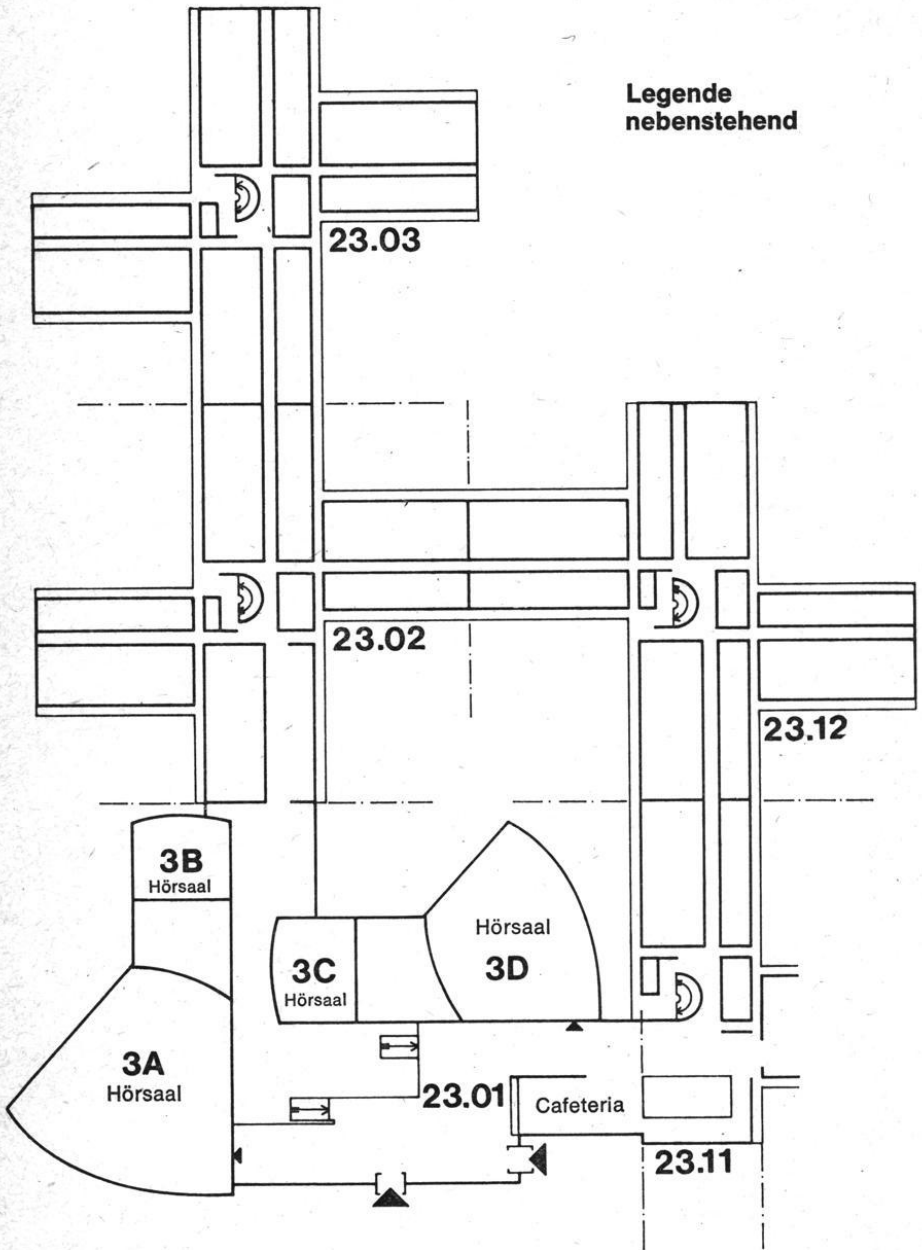 Legende
nebenstehend
23.03
23.02
23.12
3B
Hörsaal
Hörsaal
3D
3C
Hörsaal
3A
Hörsaal
23.01
Cafeteria
23.11